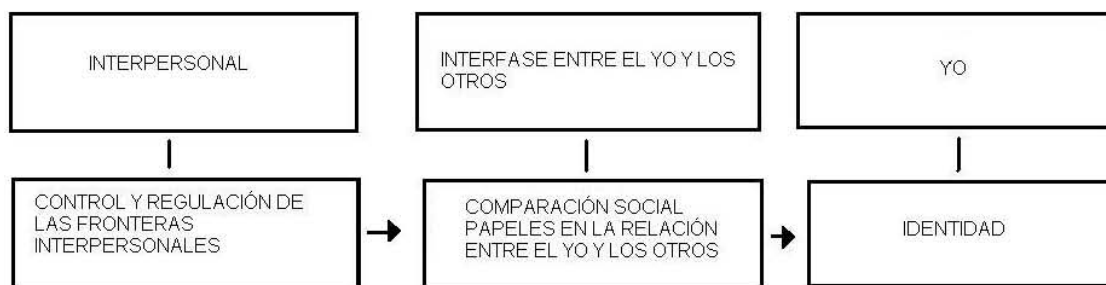 INTERPERSONAL
INTERFASE ENTRE EL YO Y LOS
OTROS
YO
CONTROL Y REGULACIÓN DE
LAS FRONTERAS
INTERPERSONALES
COMPARACIÓN SOCIAL
PAPELES EN LA RELACIÓN
ENTRE EL YO Y LOS OTROS
IDENTIDAD